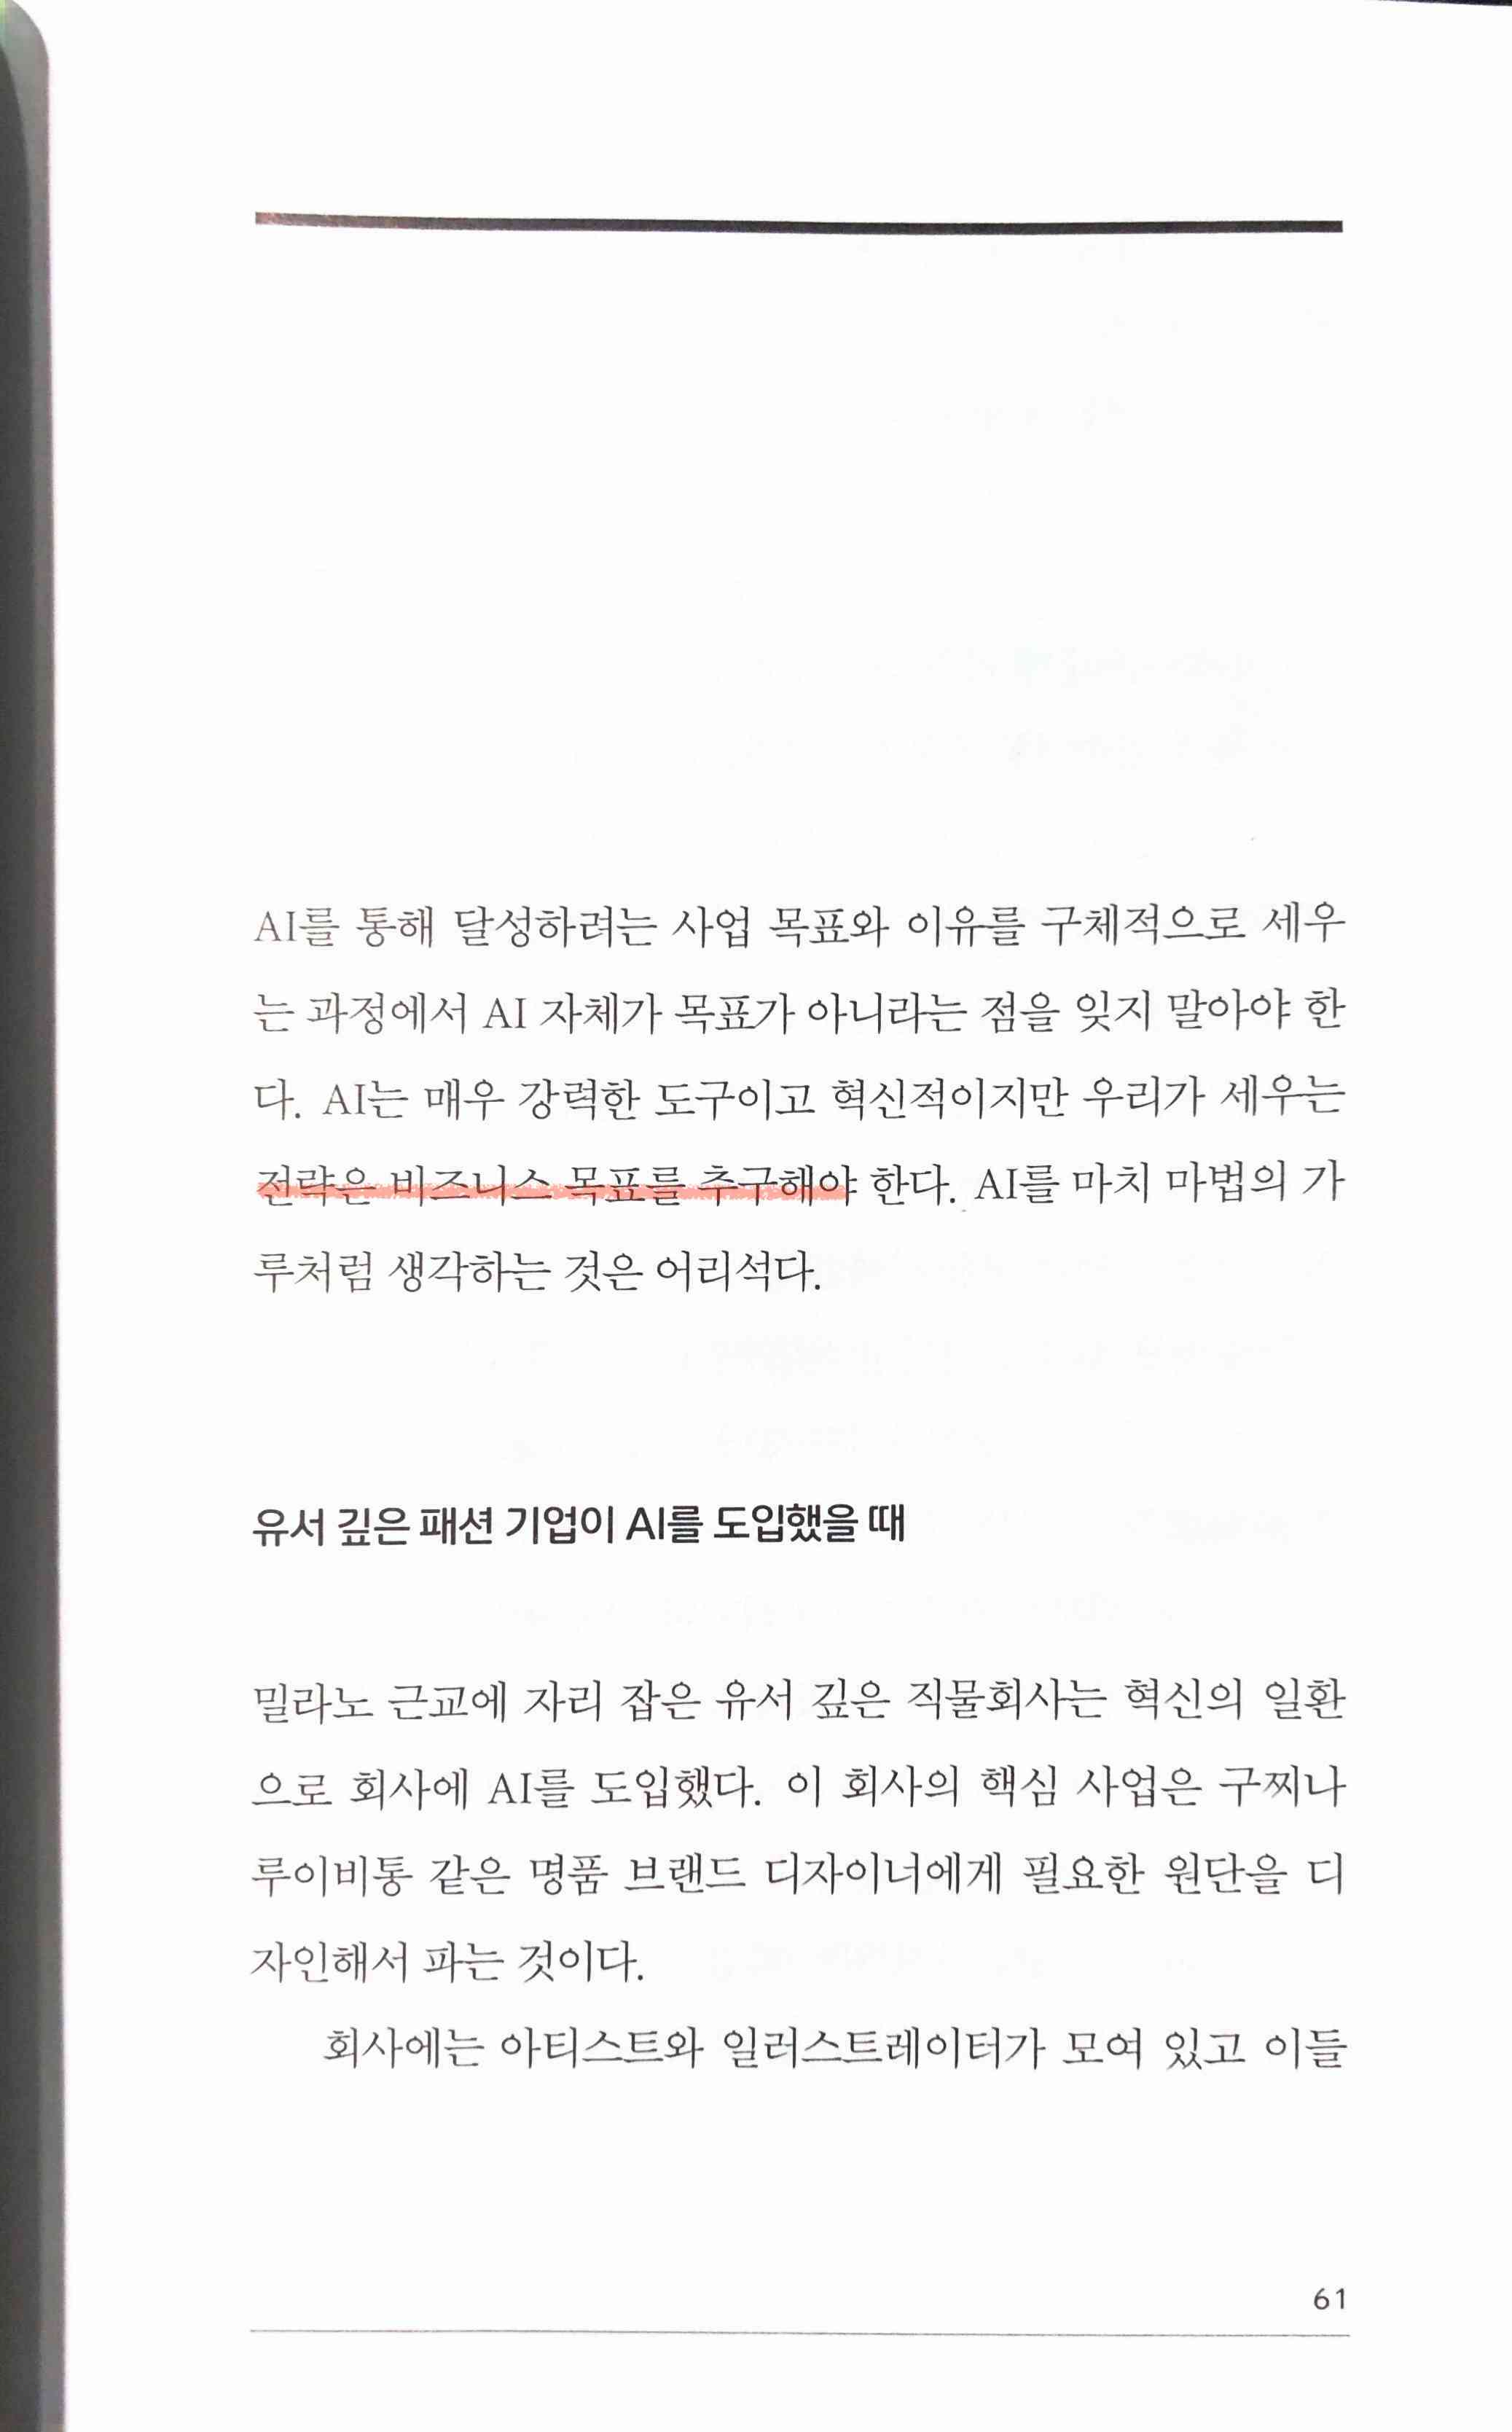 AI를 통해 달성하려는 사업 목표와 이유를 구체적으로 세우
는 과정에서 AI 자체가 목표가 아니라는 점을 잊지 말아야 한
다. AI는 매우 강력한 도구이고 혁신적이지만 우리가 세우는
전략은 비즈니스 목표를 추구해야 한다. AI를 마치 마법의 가
루처럼 생각하는 것은 어리석다.
유서 깊은 패션 기업이 AI를 도입했을 때
밀라노 근교에 자리 잡은 유서 깊은 직물회사는 혁신의 일환
으로 회사에 AI를 도입했다. 이 회사의 핵심 사업은 구찌나
루이비통 같은 명품 브랜드 디자이너에게 필요한 원단을 디
자인해서 파는 것이다.
회사에는 아티스트와 일러스트레이터가 모여 있고 이들
61